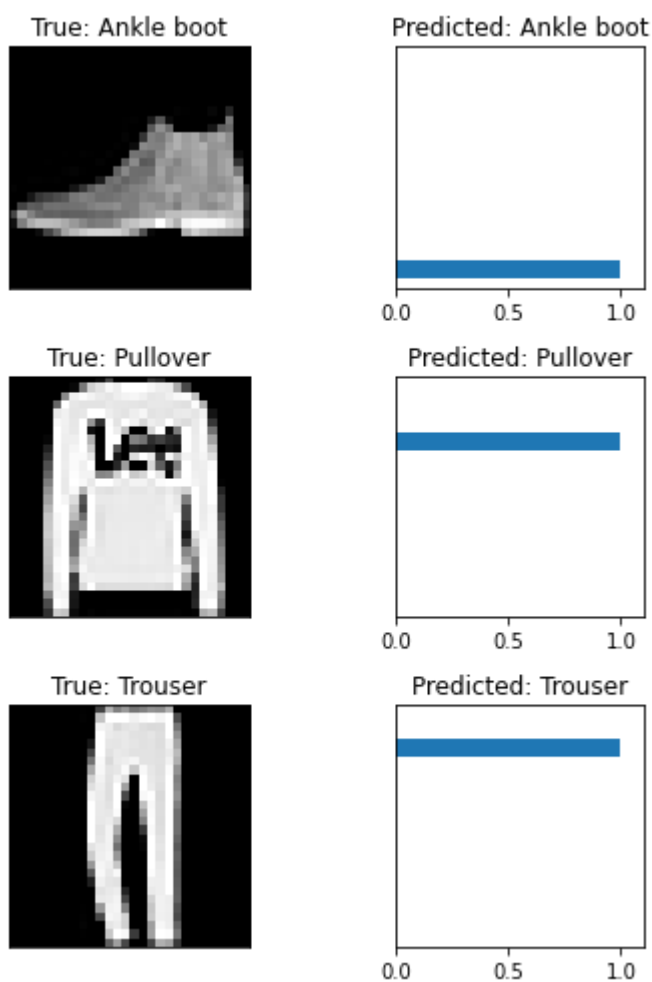 True: Ankle boot
Predicted: Ankle boot
0.0 0.5 1.0
True: Pullover
Predicted: Pullover
0.0 0.5 1.0
True: Trouser
Predicted: Trouser
0.0 0.5 1.0